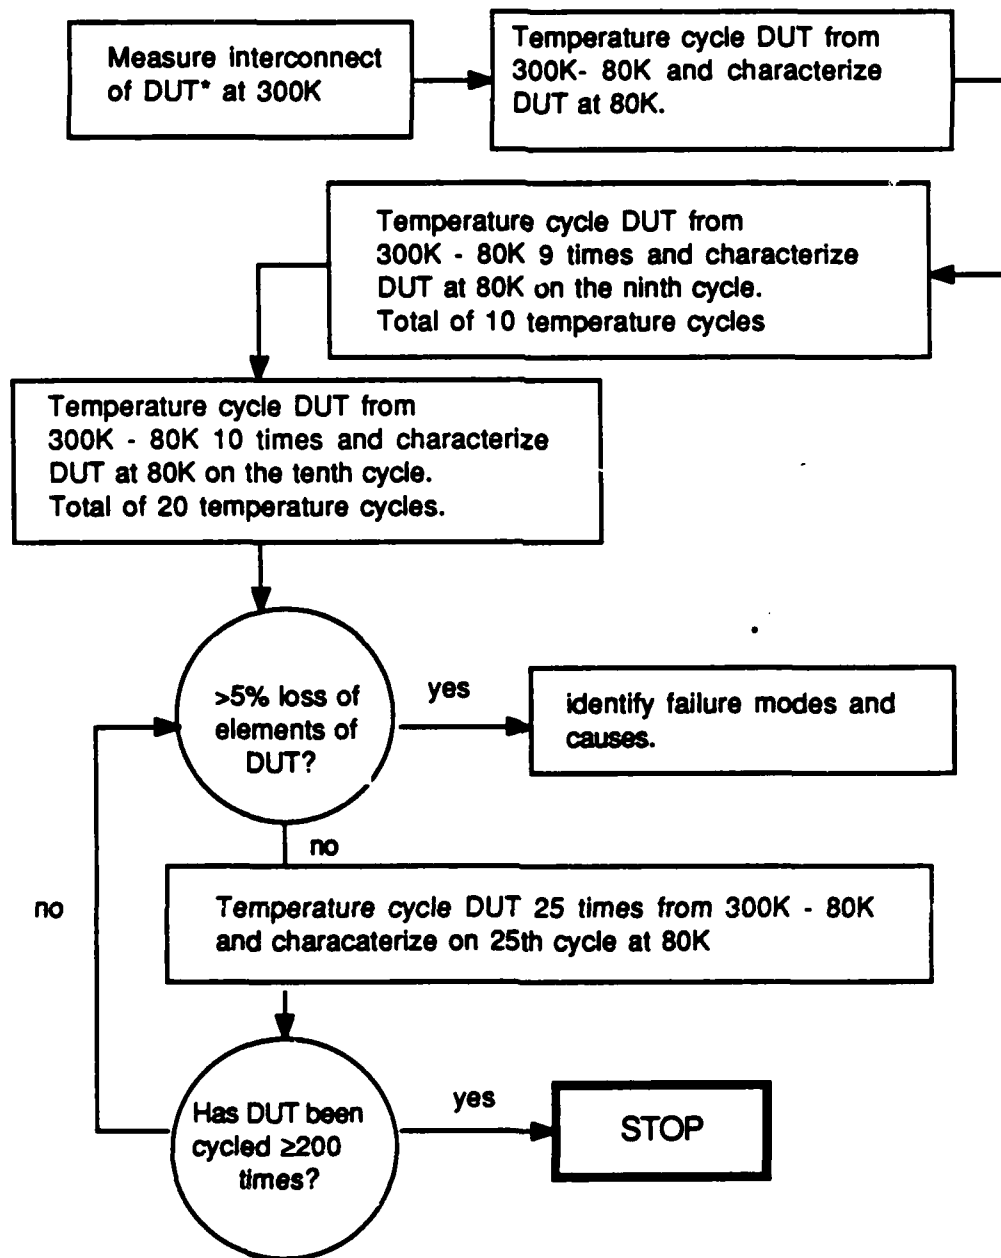 Measure interconnect
of DUT* at 300K
Temperature cycle DUT from
300K- 80K and characterize
DUT at 80K.
Temperature cycle DUT from
300K - 80K 9 times and characterize
DUT at 80K on the ninth cycle.
Total of 10 temperature cycles
Temperature cycle DUT from
300K - 80K 10 times and characterize
DUT at 80K on the tenth cycle.
Total of 20 temperature cycles.
>5% loss of
elements of
DUT?
yes
identify failure modes and
causes.
no
no
Temperature cycle DUT 25 times from 300K - 80K
and characaterize on 25th cycle at 80K
Has DUT been
cycled ≥200
times?
yes
STOP